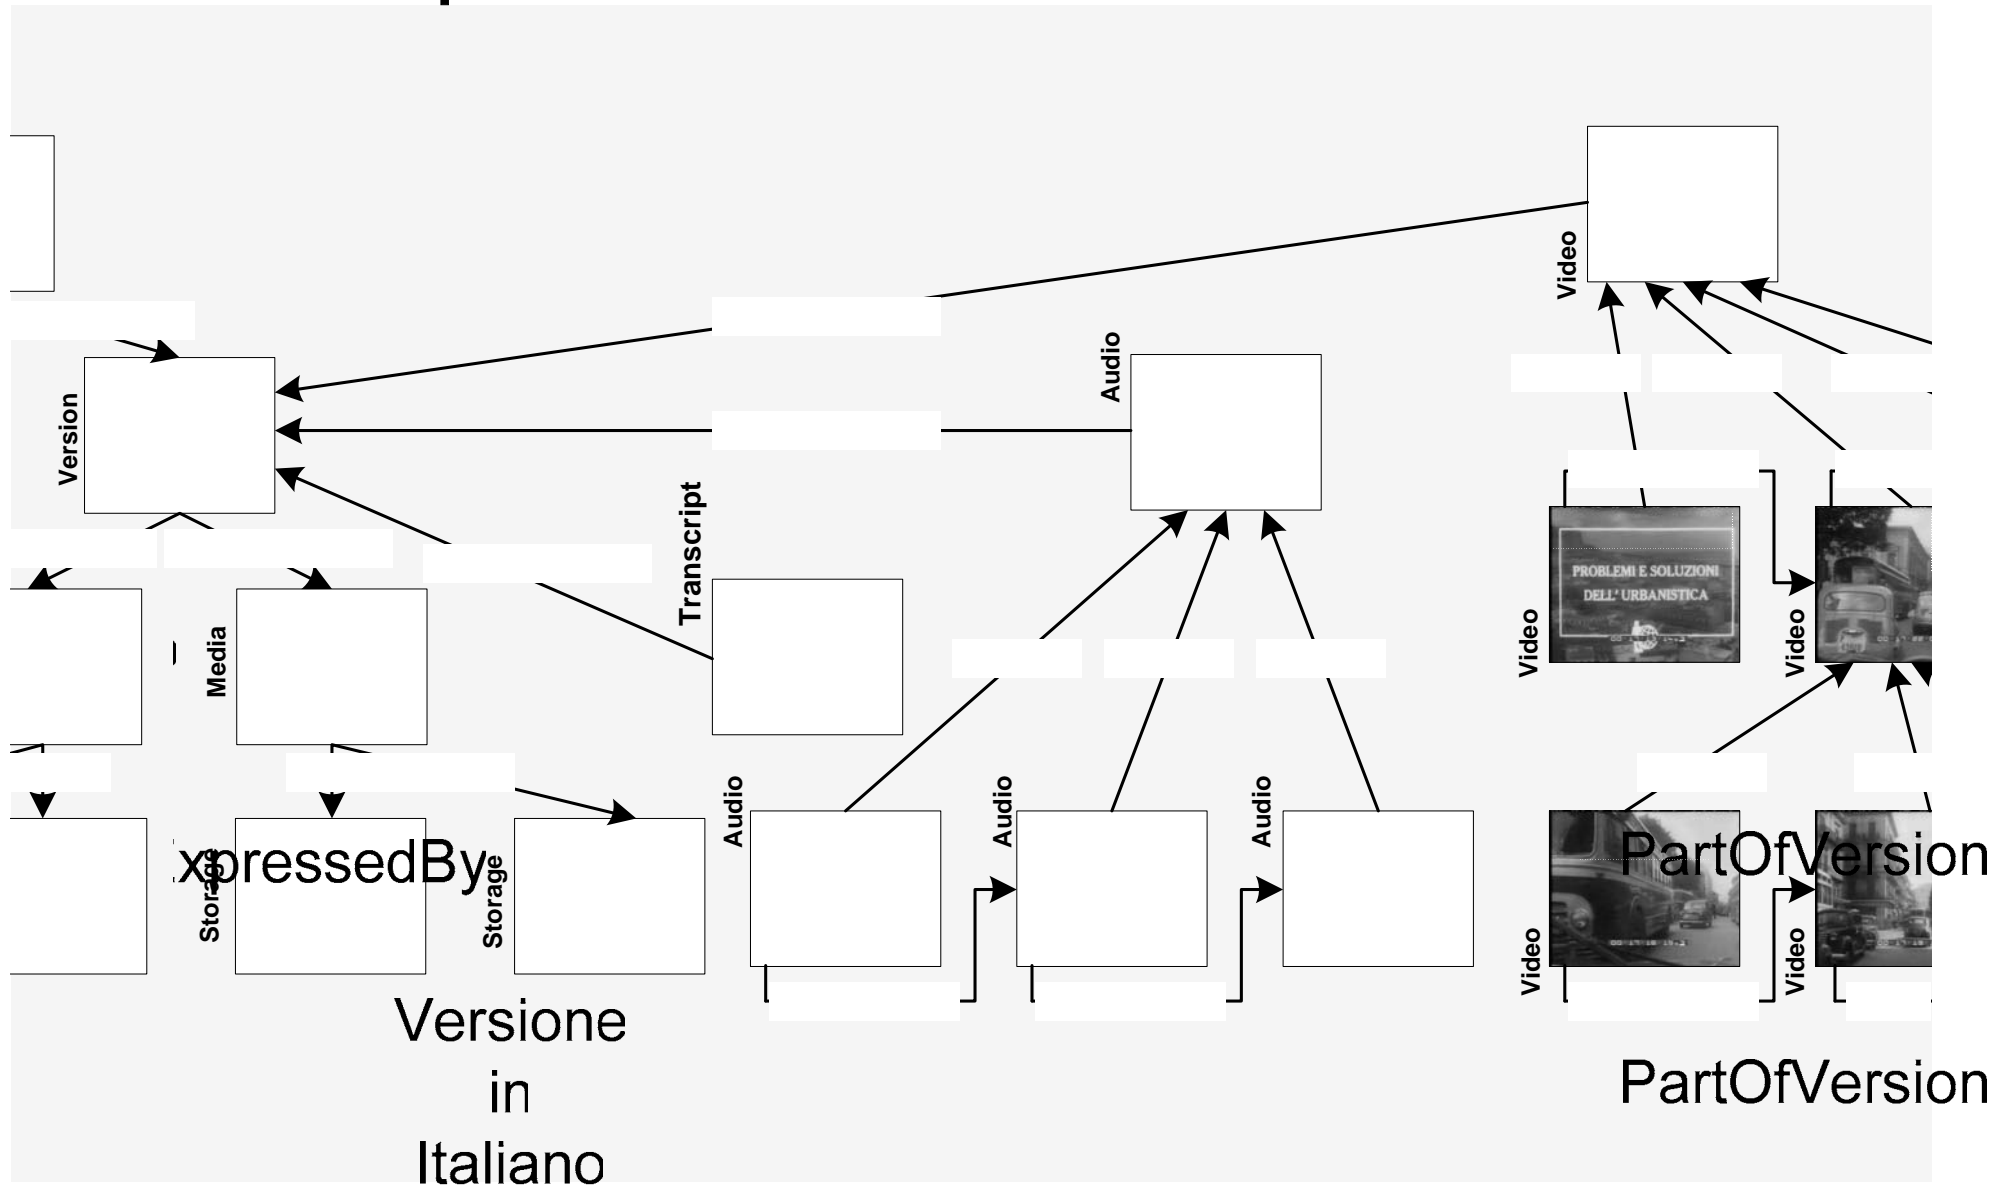 Video
Audio
Version
Transcript
PROBLEMI E SOLUZIONI
DELL' URBANISTICA
Media
Video
Video
Audio
Audio
Audio
xpressedBy
PartOfVersion
Storage
Storage
Video
Video
Versione
in
Italiano
PartOfVersion